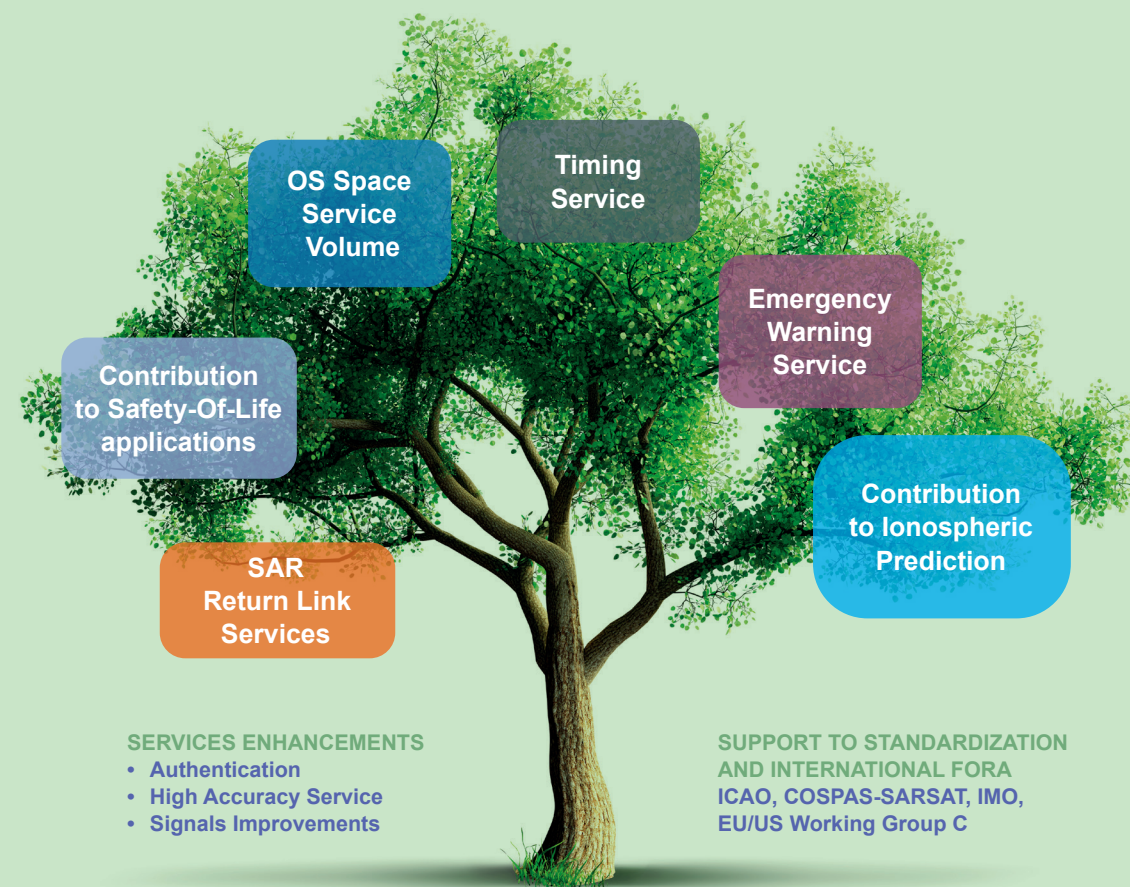 OS Space
Service
Volume
Timing
Service
Emergency
Warning
Service
Contribution
to Safety-Of-Life
applications
Contribution
to Ionospheric
Prediction
SAR
Return Link
Services
SERVICES ENHANCEMENTS
• Authentication
• High Accuracy Service
• Signals Improvements
SUPPORT TO STANDARDIZATION
AND INTERNATIONAL FORA
ICAO, COSPAS-SARSAT, IMO,
EU/US Working Group C